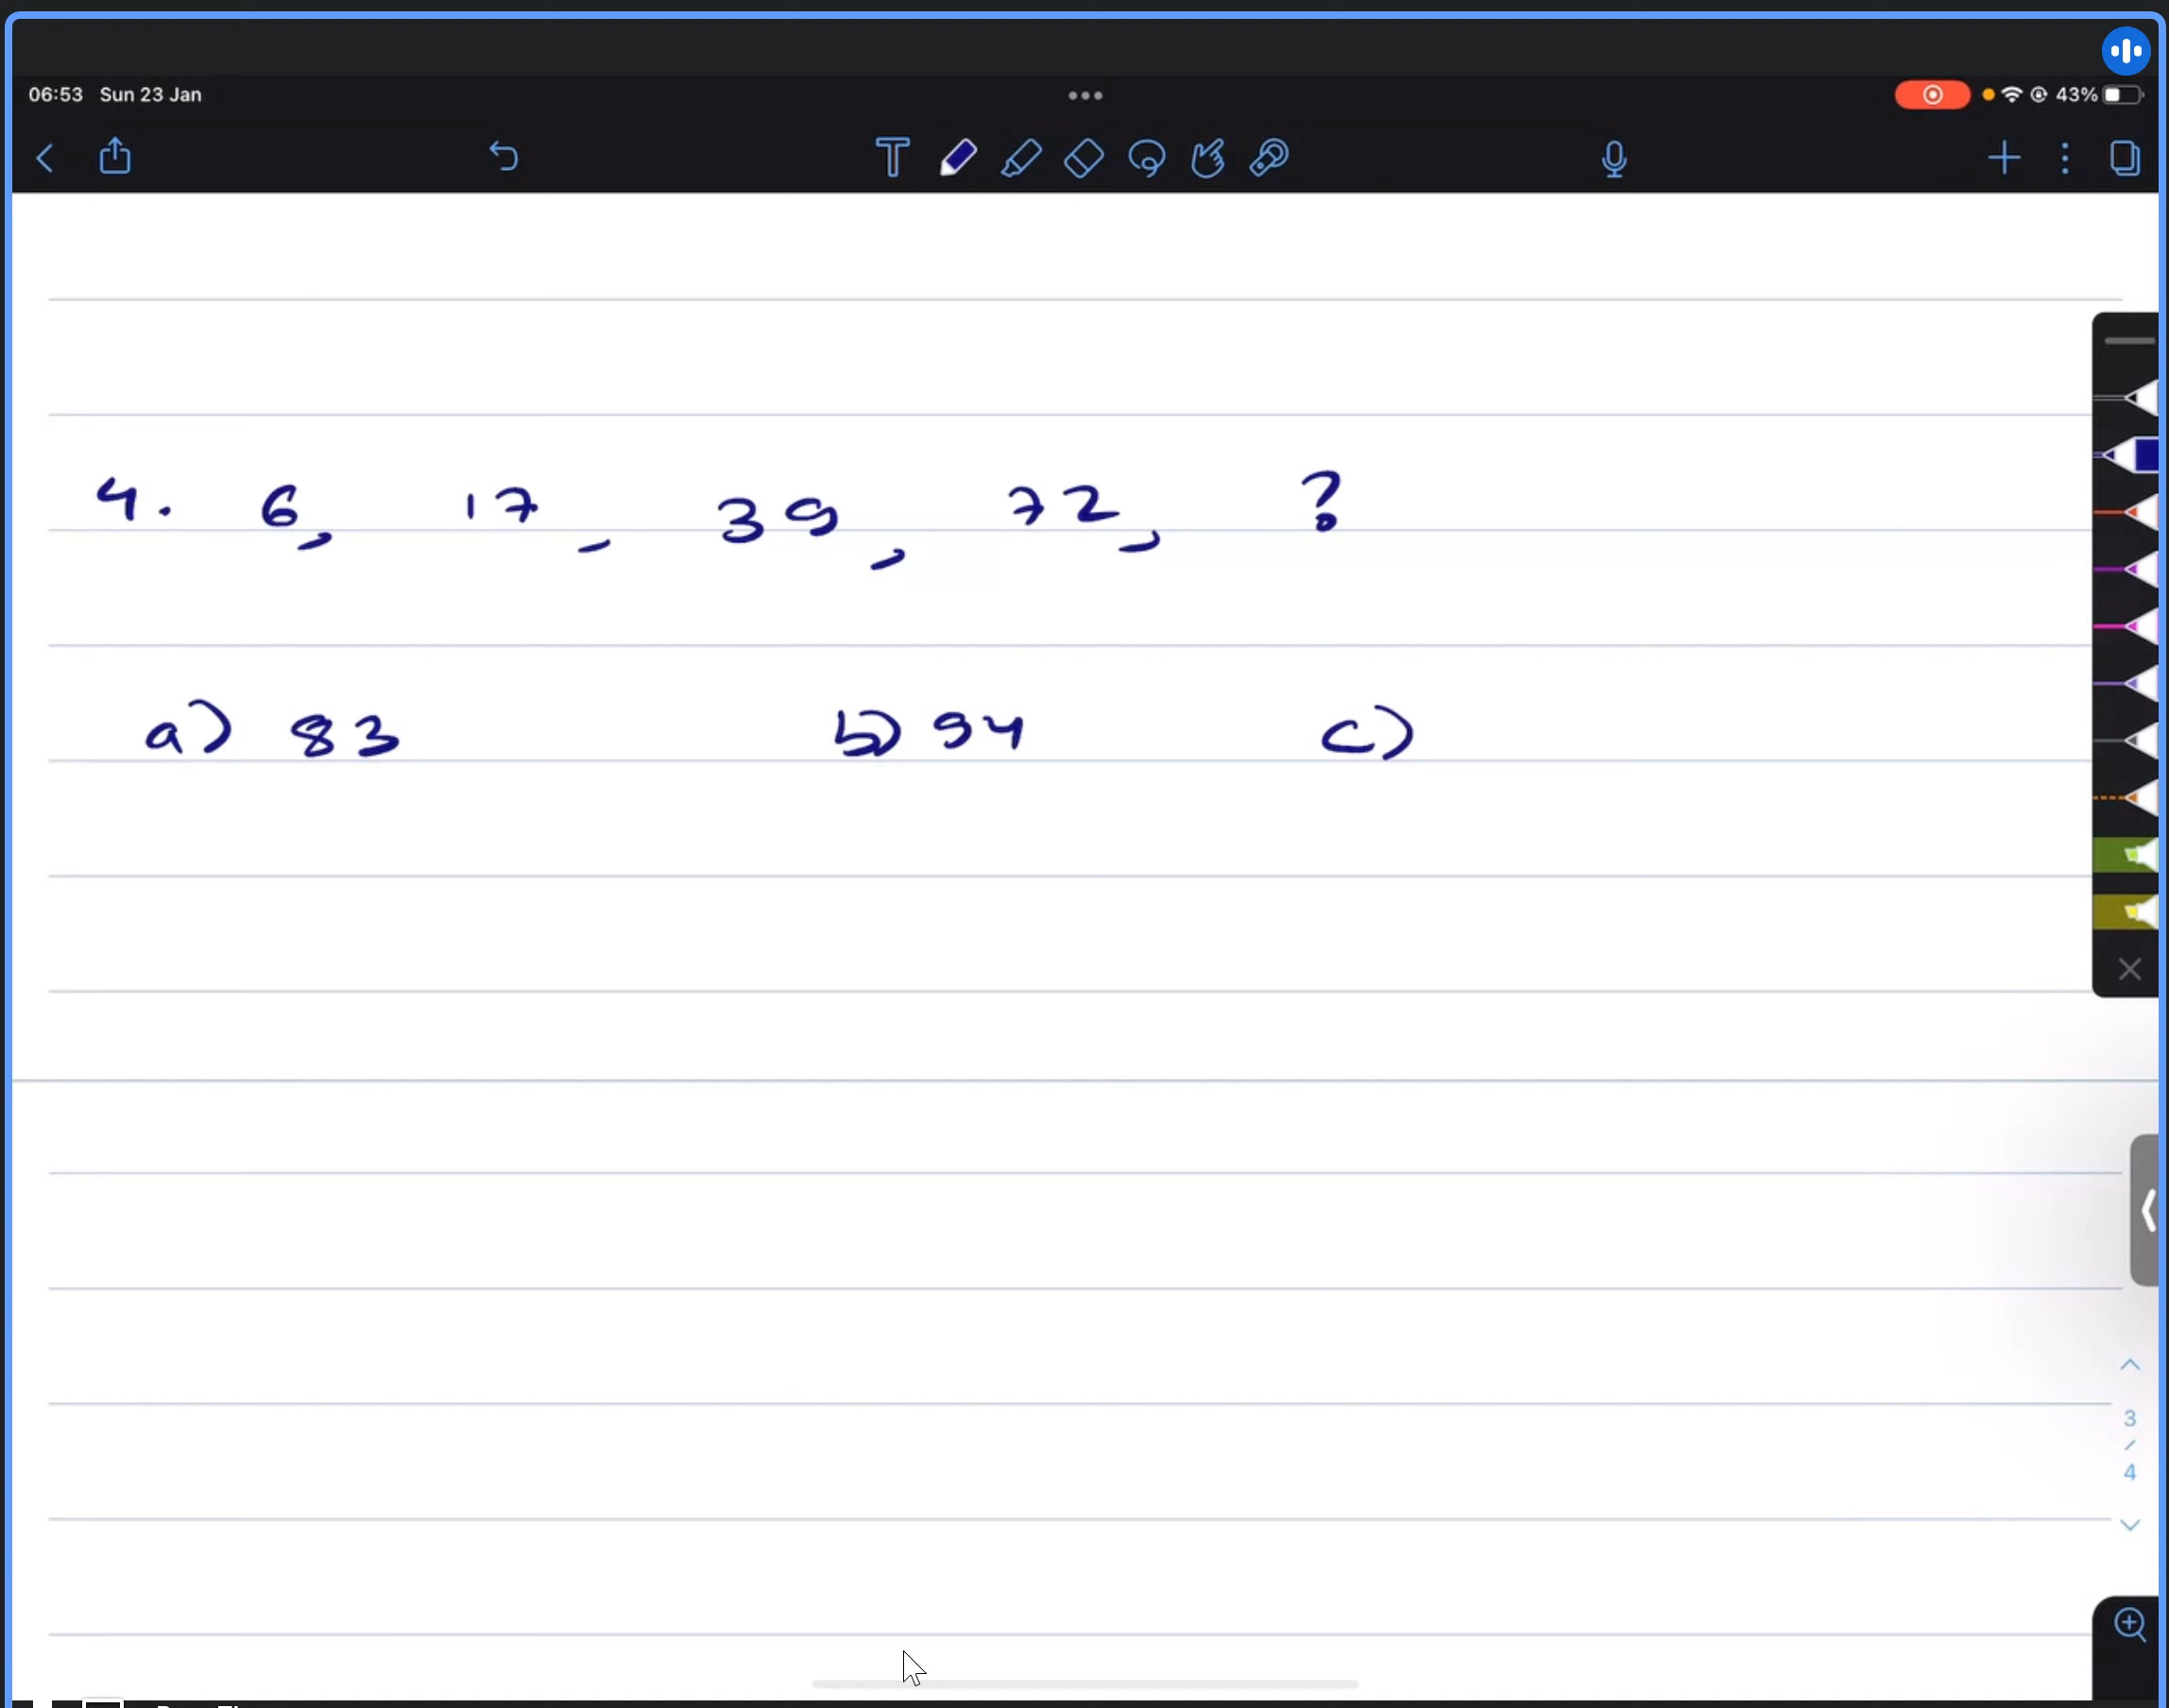 06:53 Sun 23 Jan
43%
T
4. 6, 17, 39, 72, ?
a) 83 b) 94 c)
3
/
4